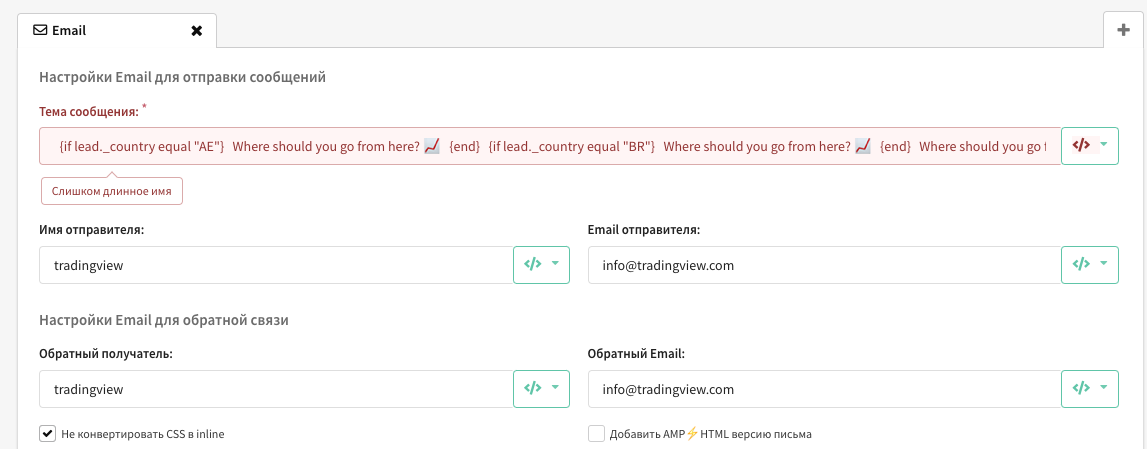 Email
Настройки Email для отправки сообщений
Тема сообщения: *
{if lead._country equal "AE"} Where should you go from here? 📈 {end} {if lead._country equal "BR"} Where should you go from here? 📈 {end} Where should you go
Слишком длинное имя
Имя отправителя:
Email отправителя:
tradingview
info@tradingview.com
Настройки Email для обратной связи
Обратный получатель:
Обратный Email:
tradingview
info@tradingview.com
Не конвертировать CSS в inline
Добавить AMP⚡HTML версию письма